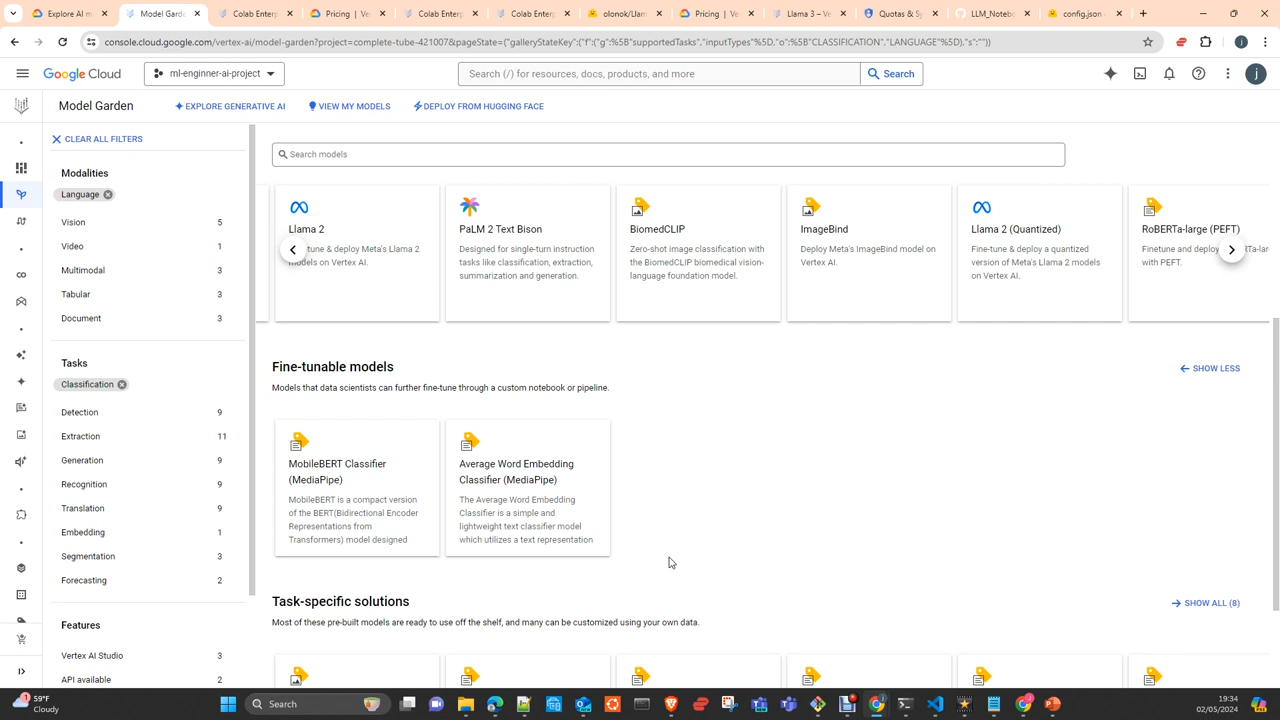 Explore AI m
Model Garden
Colab Enterp
Pricing | Ve
Colab Enterp
Colab Enterp
olonok/Llam
Pricing | Ve
Llama 3 – V
Quotas & Sy
LLM_Notebo
config.json
console.cloud.google.com/vertex-ai/model-garden?project=complete-tube-421007&pageState=("galleryStateKey":("f":("g":%5B"supportedTasks"."inputTypes"%5D,"o":%5B"CLASSIFICATION"."LANGUAGE"%5D),"s":""))
Google Cloud
ml-enginner-ai-project
Search (/) for resources, docs, products, and more
Search
j
Model Garden
EXPLORE GENERATIVE AI
VIEW MY MODELS
DEPLOY FROM HUGGING FACE
CLEAR ALL FILTERS
Search models
Modalities
Language
Vision 5
Video 1
Multimodal 3
Tabular 3
Document 3
Tasks
Classification
Detection 9
Extraction 11
Generation 9
Recognition 9
Translation 9
Embedding 1
Segmentation 3
Forecasting 2
Features
Vertex AI Studio 3
API available 2
Llama 2
tune & deploy Meta's Llama 2
models on Vertex AI.
PaLM 2 Text Bison
Designed for single-turn instruction
tasks like classification, extraction,
summarization and generation.
BiomedCLIP
Zero-shot image classification with
the BiomedCLIP biomedical vision-
language foundation model.
ImageBind
Deploy Meta's ImageBind model on
Vertex AI.
Llama 2 (Quantized)
Fine-tune & deploy a quantized
version of Meta's Llama 2 models
on Vertex AI.
RoBERTa-large (PEFT)
Finetune and deploy
with PEFT.
Fine-tunable models
SHOW LESS
Models that data scientists can further fine-tune through a custom notebook or pipeline.
MobileBERT Classifier
(MediaPipe)
MobileBERT is a compact version
of the BERT(Bidirectional Encoder
Representations from
Transformers) model designed
Average Word Embedding
Classifier (MediaPipe)
The Average Word Embedding
Classifier is a simple and
lightweight text classifier model
which utilizes a text representation
Task-specific solutions
SHOW ALL (8)
Most of these pre-built models are ready to use off the shelf, and many can be customized using your own data.
59°F
Cloudy
Search
19:34
02/05/2024